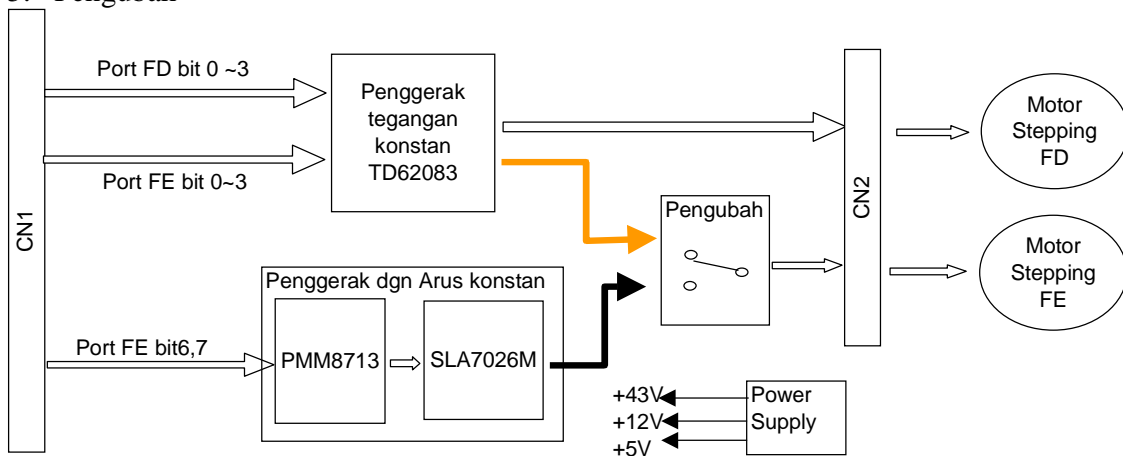 3. Pengubah
Port FD bit 0 ~3
Penggerak
tegangan
konstan
TD62083
Port FE bit 0~3
CN1
CN2
Motor
Stepping
FD
Pengubah
Motor
Stepping
FE
Penggerak dgn Arus konstan
Port FE bit6,7
PMM8713
SLA7026M
+43V
+12V
+5V
Power
Supply